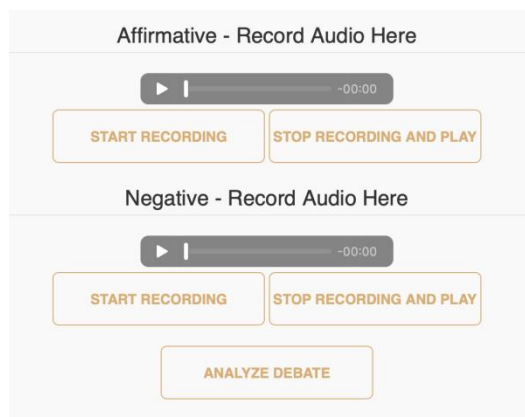 Affirmative - Record Audio Here
-00:00
START RECORDING STOP RECORDING AND PLAY
Negative - Record Audio Here
-00:00
START RECORDING STOP RECORDING AND PLAY
ANALYZE DEBATE